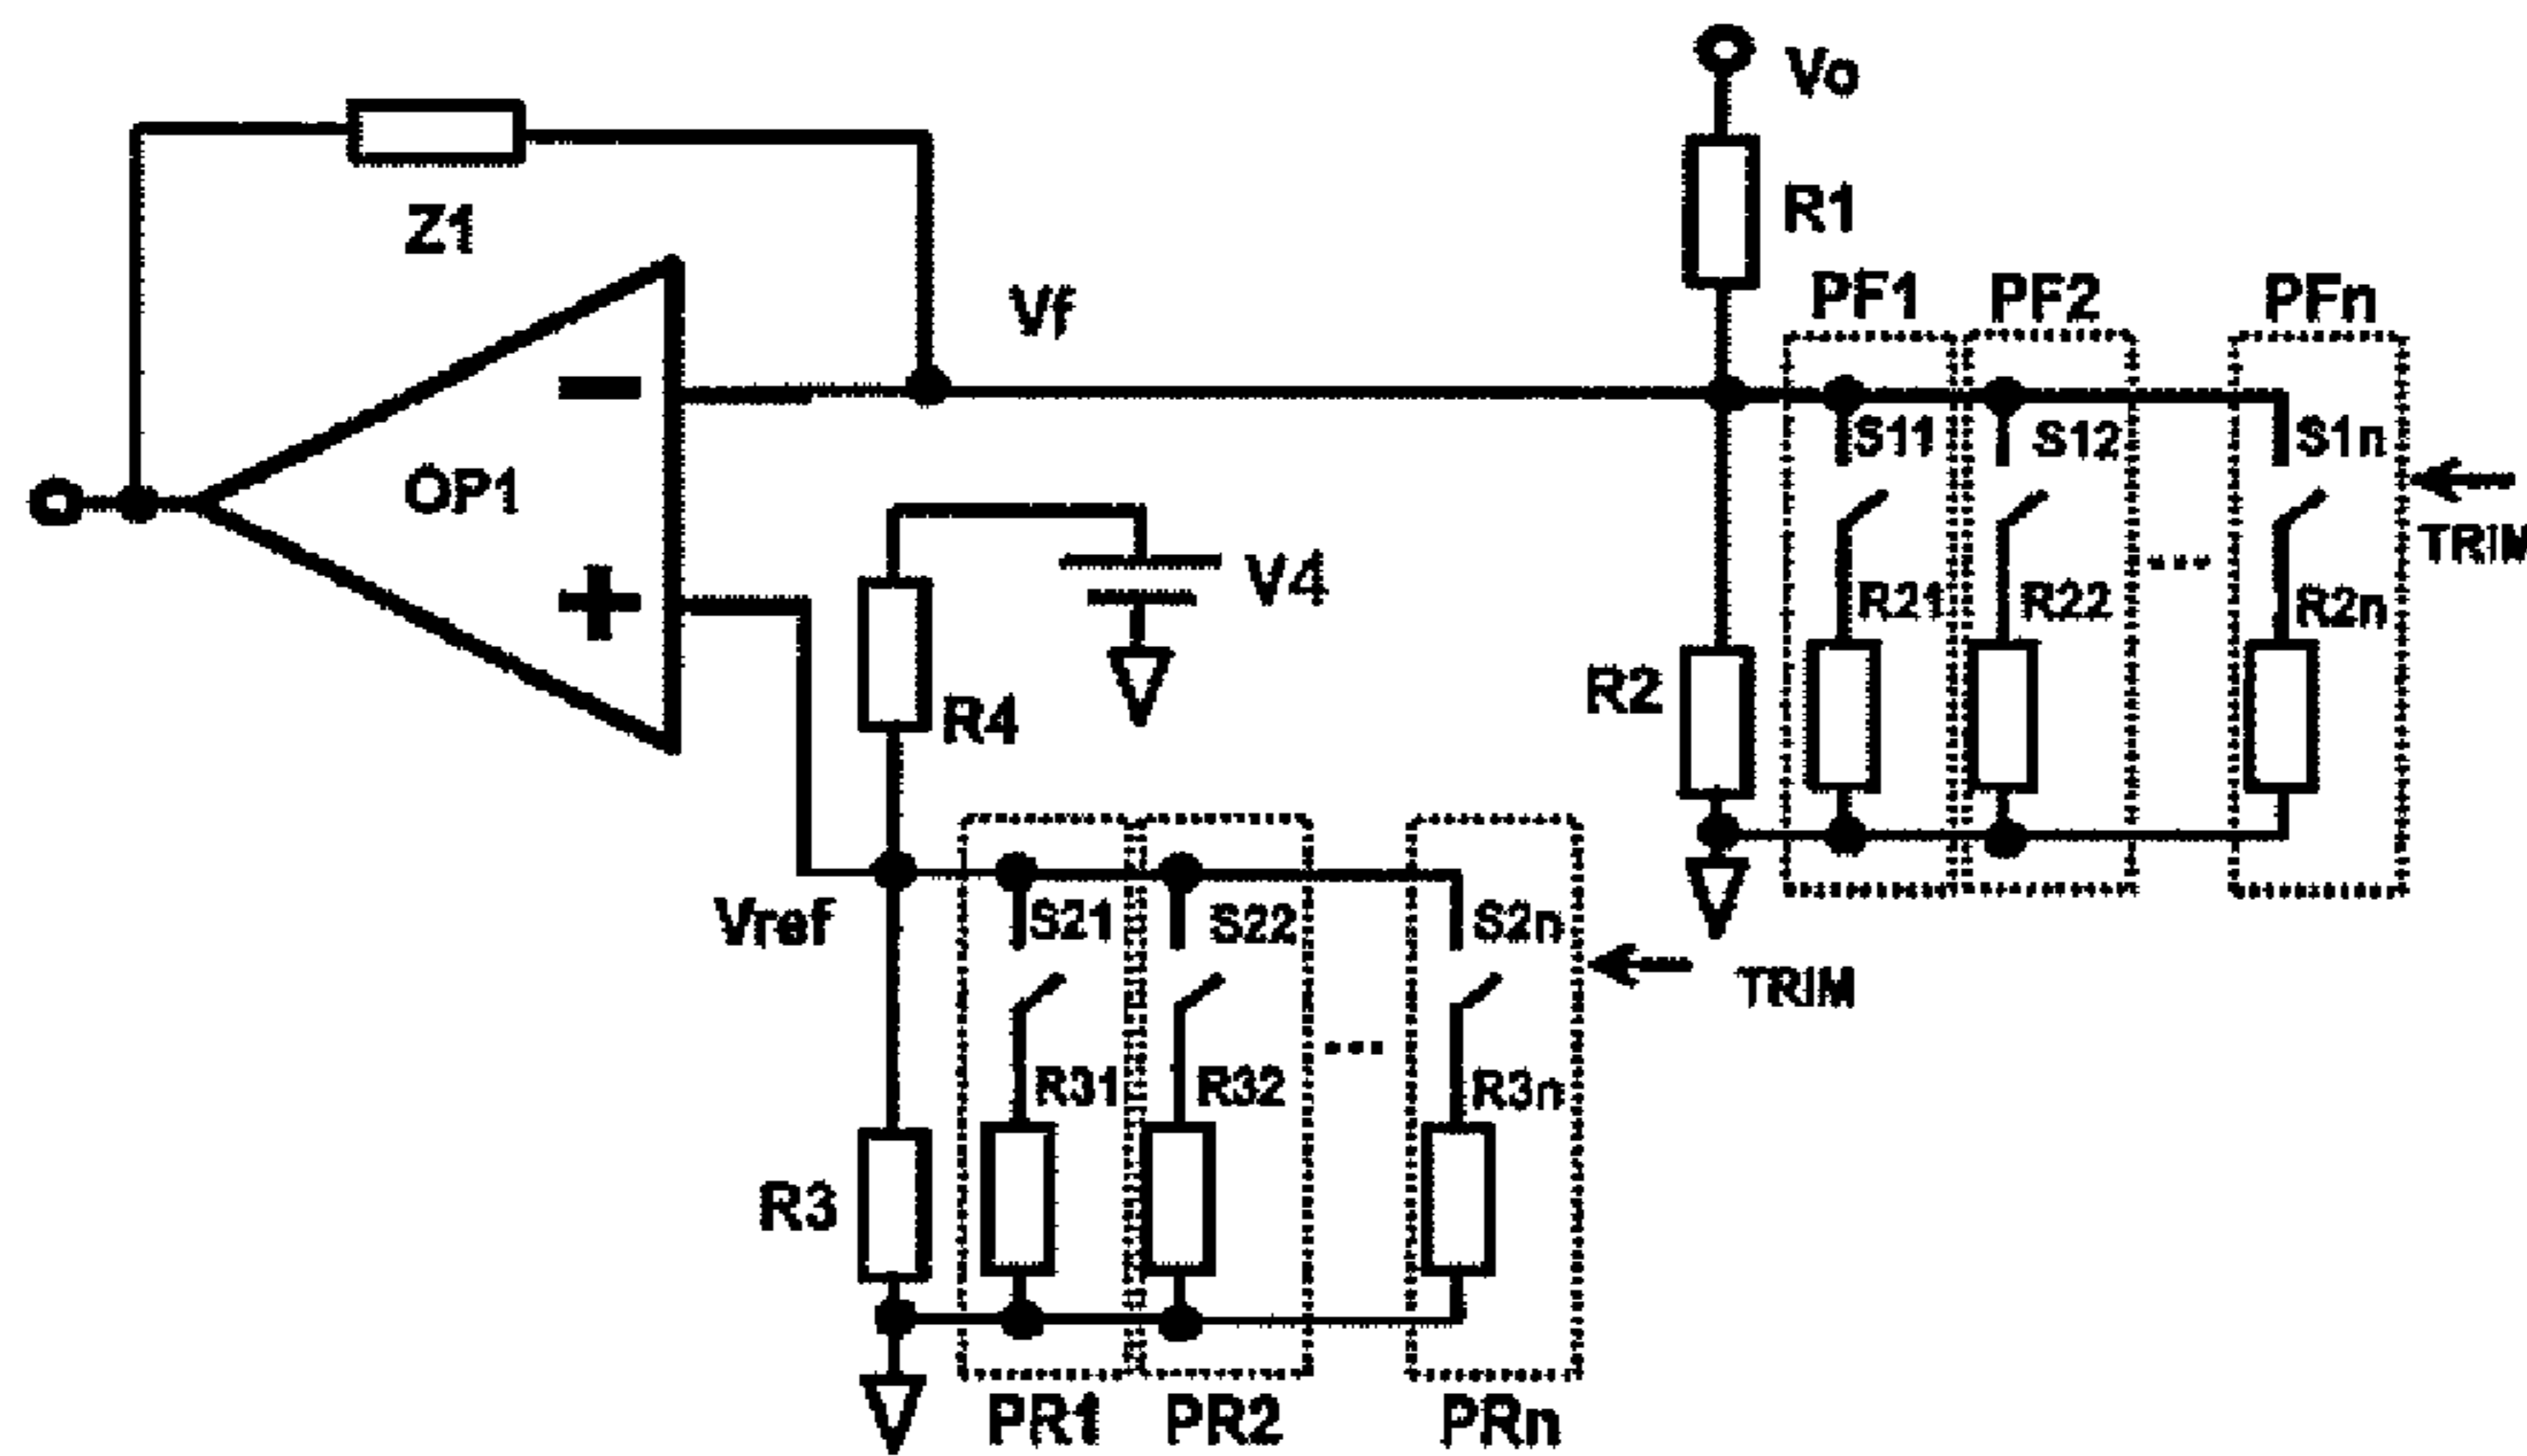 Vo
R1
Z1
Vf
PF1 PF2 PFn
S11 S12 S1n
OP1
TRIM
V4
R21 R22 ... R2n
R2
R4
Vref
S21 S22 S2n
TRIM
R31 R32 ... R3n
R3
PR1 PR2 PRn